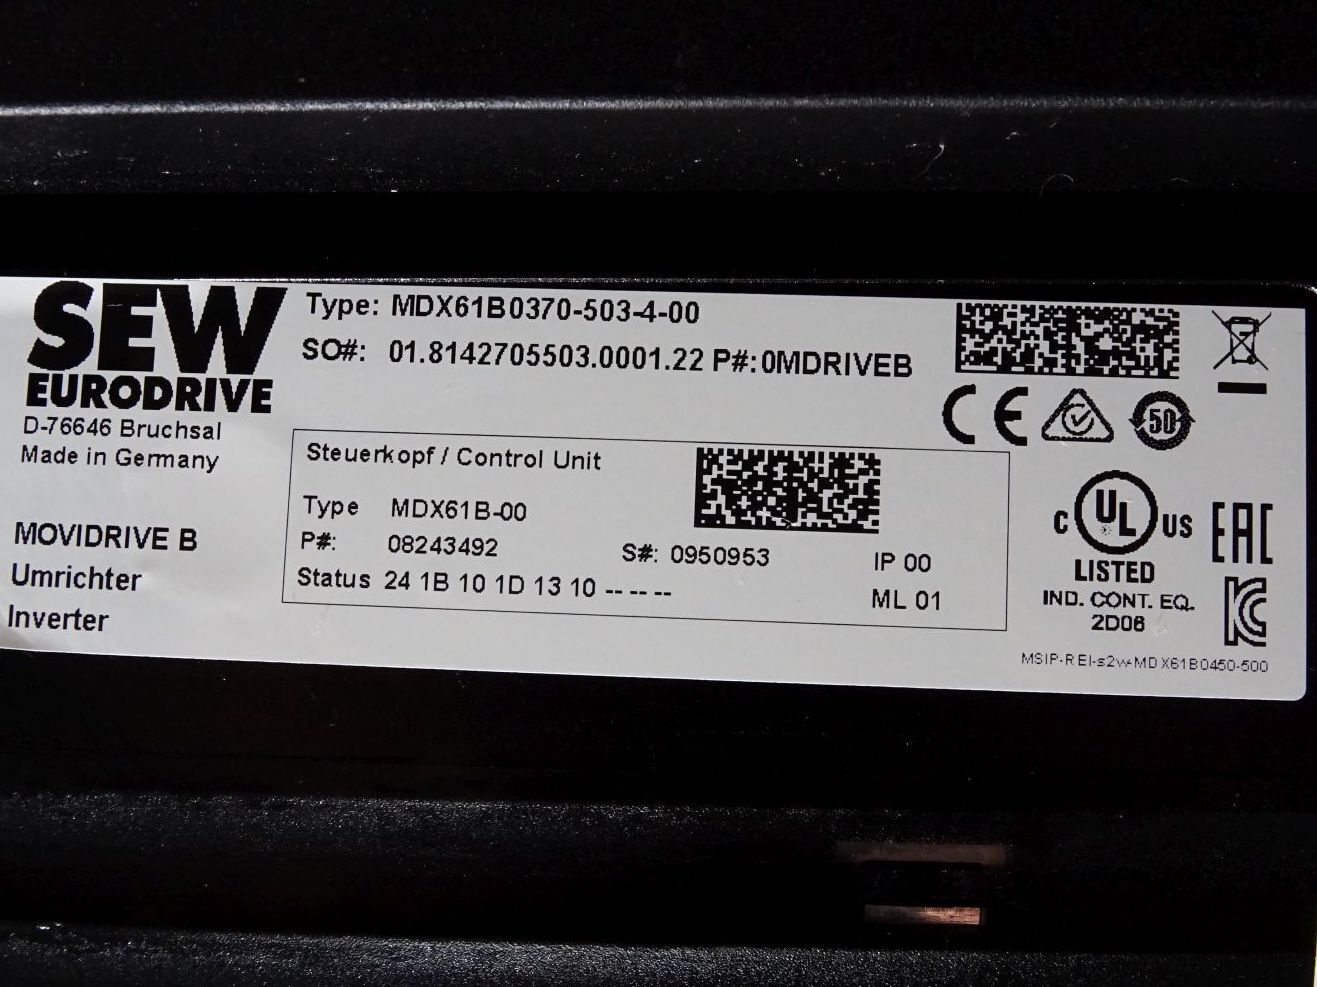 SEW
EURODRIVE
D-76646 Bruchsal
Made in Germany
MOVIDRIVE B
Umrichter
Inverter
Type: MDX61B0370-503-4-00
SO#: 01.8142705503.0001.22 P#:0MDRIVEB
Steuerkopf / Control Unit
Type MDX61B-00
P#: 08243492 S#: 0950953 IP 00
Status 24 1B 10 1D 13 10 -- -- -- ML 01
CE
50
C UL US
LISTED
IND. CONT. EQ.
2D06
EAC
MSIP-REI-s2w-MDX61B0450-500